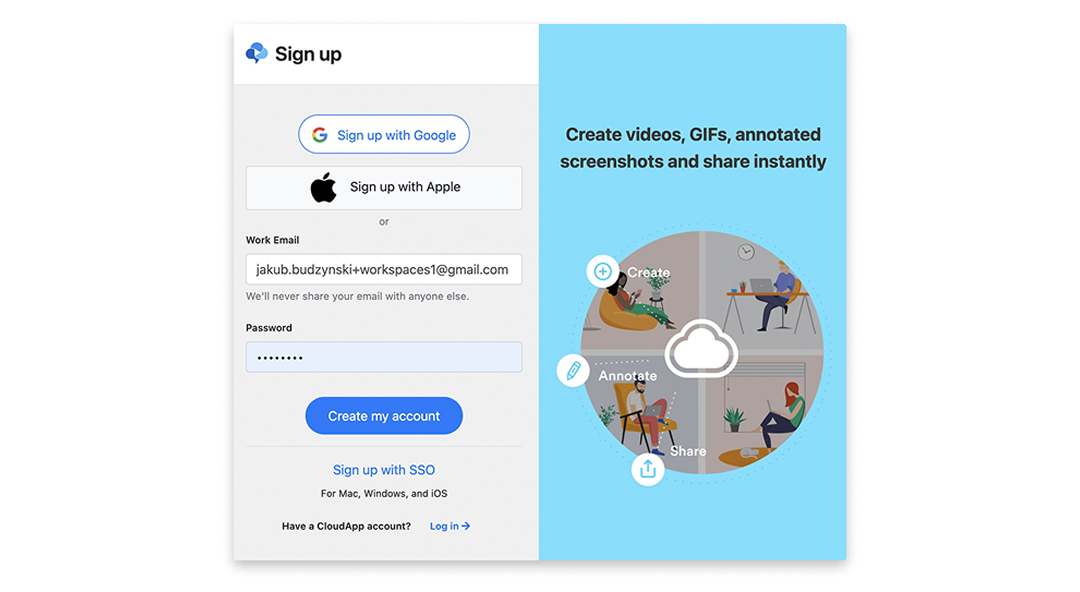 Sign up
Sign up with Google
Sign up with Apple
or
Work Email
jakub.budzynski+workspaces1@gmail.com
We'll never share your email with anyone else.
Password
••••••••
Create my account
Sign up with SSO
For Mac, Windows, and iOS
Have a CloudApp account? Log in →
Create videos, GIFs, annotated
screenshots and share instantly
Create
Annotate
Share